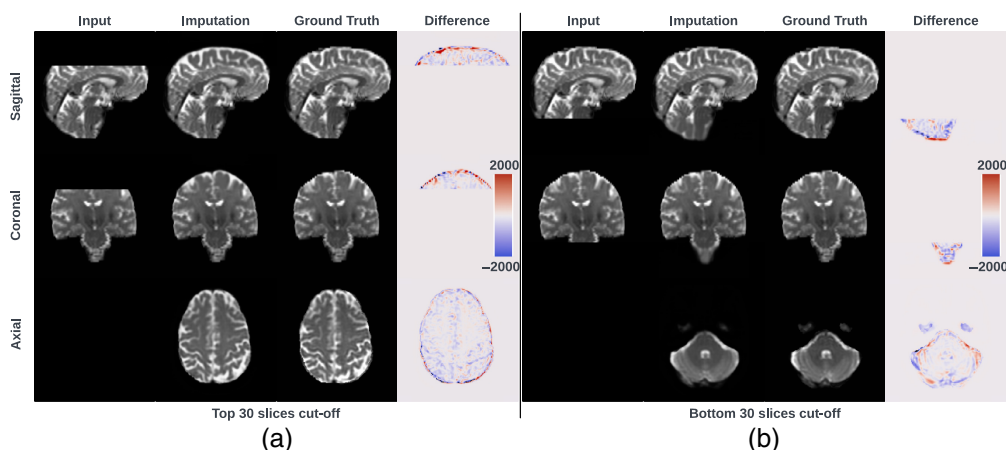 Input Imputation Ground Truth Difference Input Imputation Ground Truth Difference
Sagittal
2000 2000
Coronal
−2000 −2000
Axial
Top 30 slices cut-off Bottom 30 slices cut-off
(a) (b)